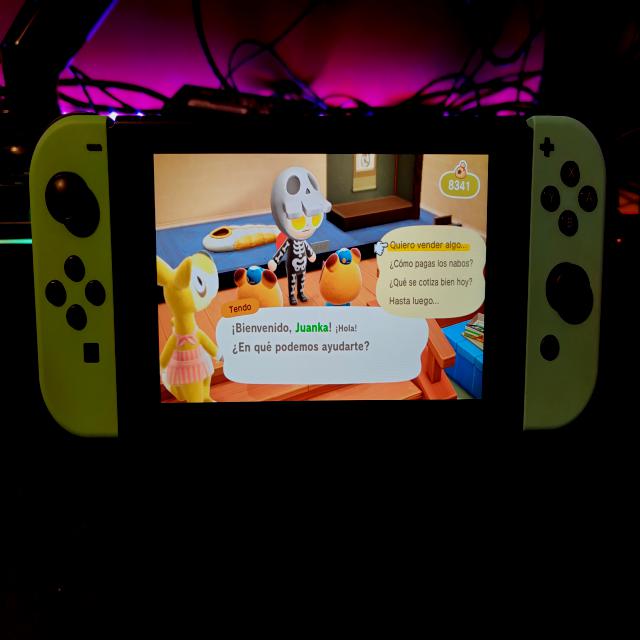 8341
Quiero vender algo...
¿Cómo pagas los nabos?
¿Qué se cotiza bien hoy?
Hasta luego...
Tendo
¡Bienvenido, Juanka! ¡Hola!
¿En qué podemos ayudarte?
X
Y
A
B